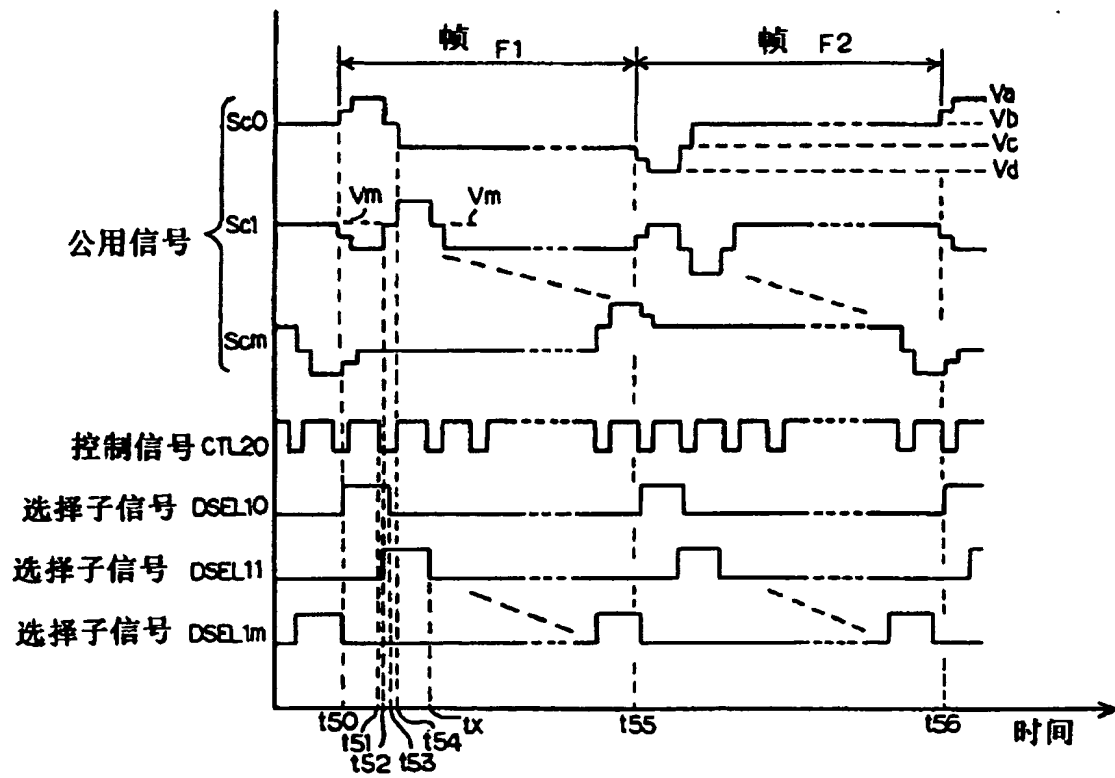 帧 F1
帧 F2
Sc0
Va
Vb
Vc
Vd
Vm
Vm
Sc1
公用信号
Scm
控制信号 CTL20
选择子信号 DSEL10
选择子信号 DSEL11
选择子信号 DSEL1m
t50
t51
t52
t53
t54
tx
t55
t56
时间